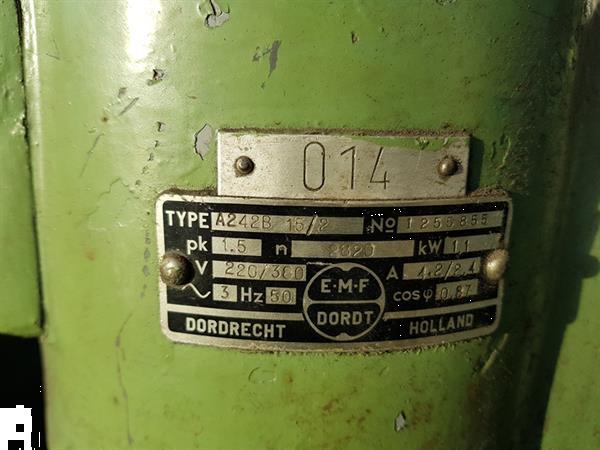 014
TYPE A242B 15/2 No 1255855
pk 1.5 n 2820 kW 1,1
V 220/380 A 4.2/2.4
~ 3 Hz 50 cos φ 0.87
E·M·F
DORDT
DORDRECHT HOLLAND